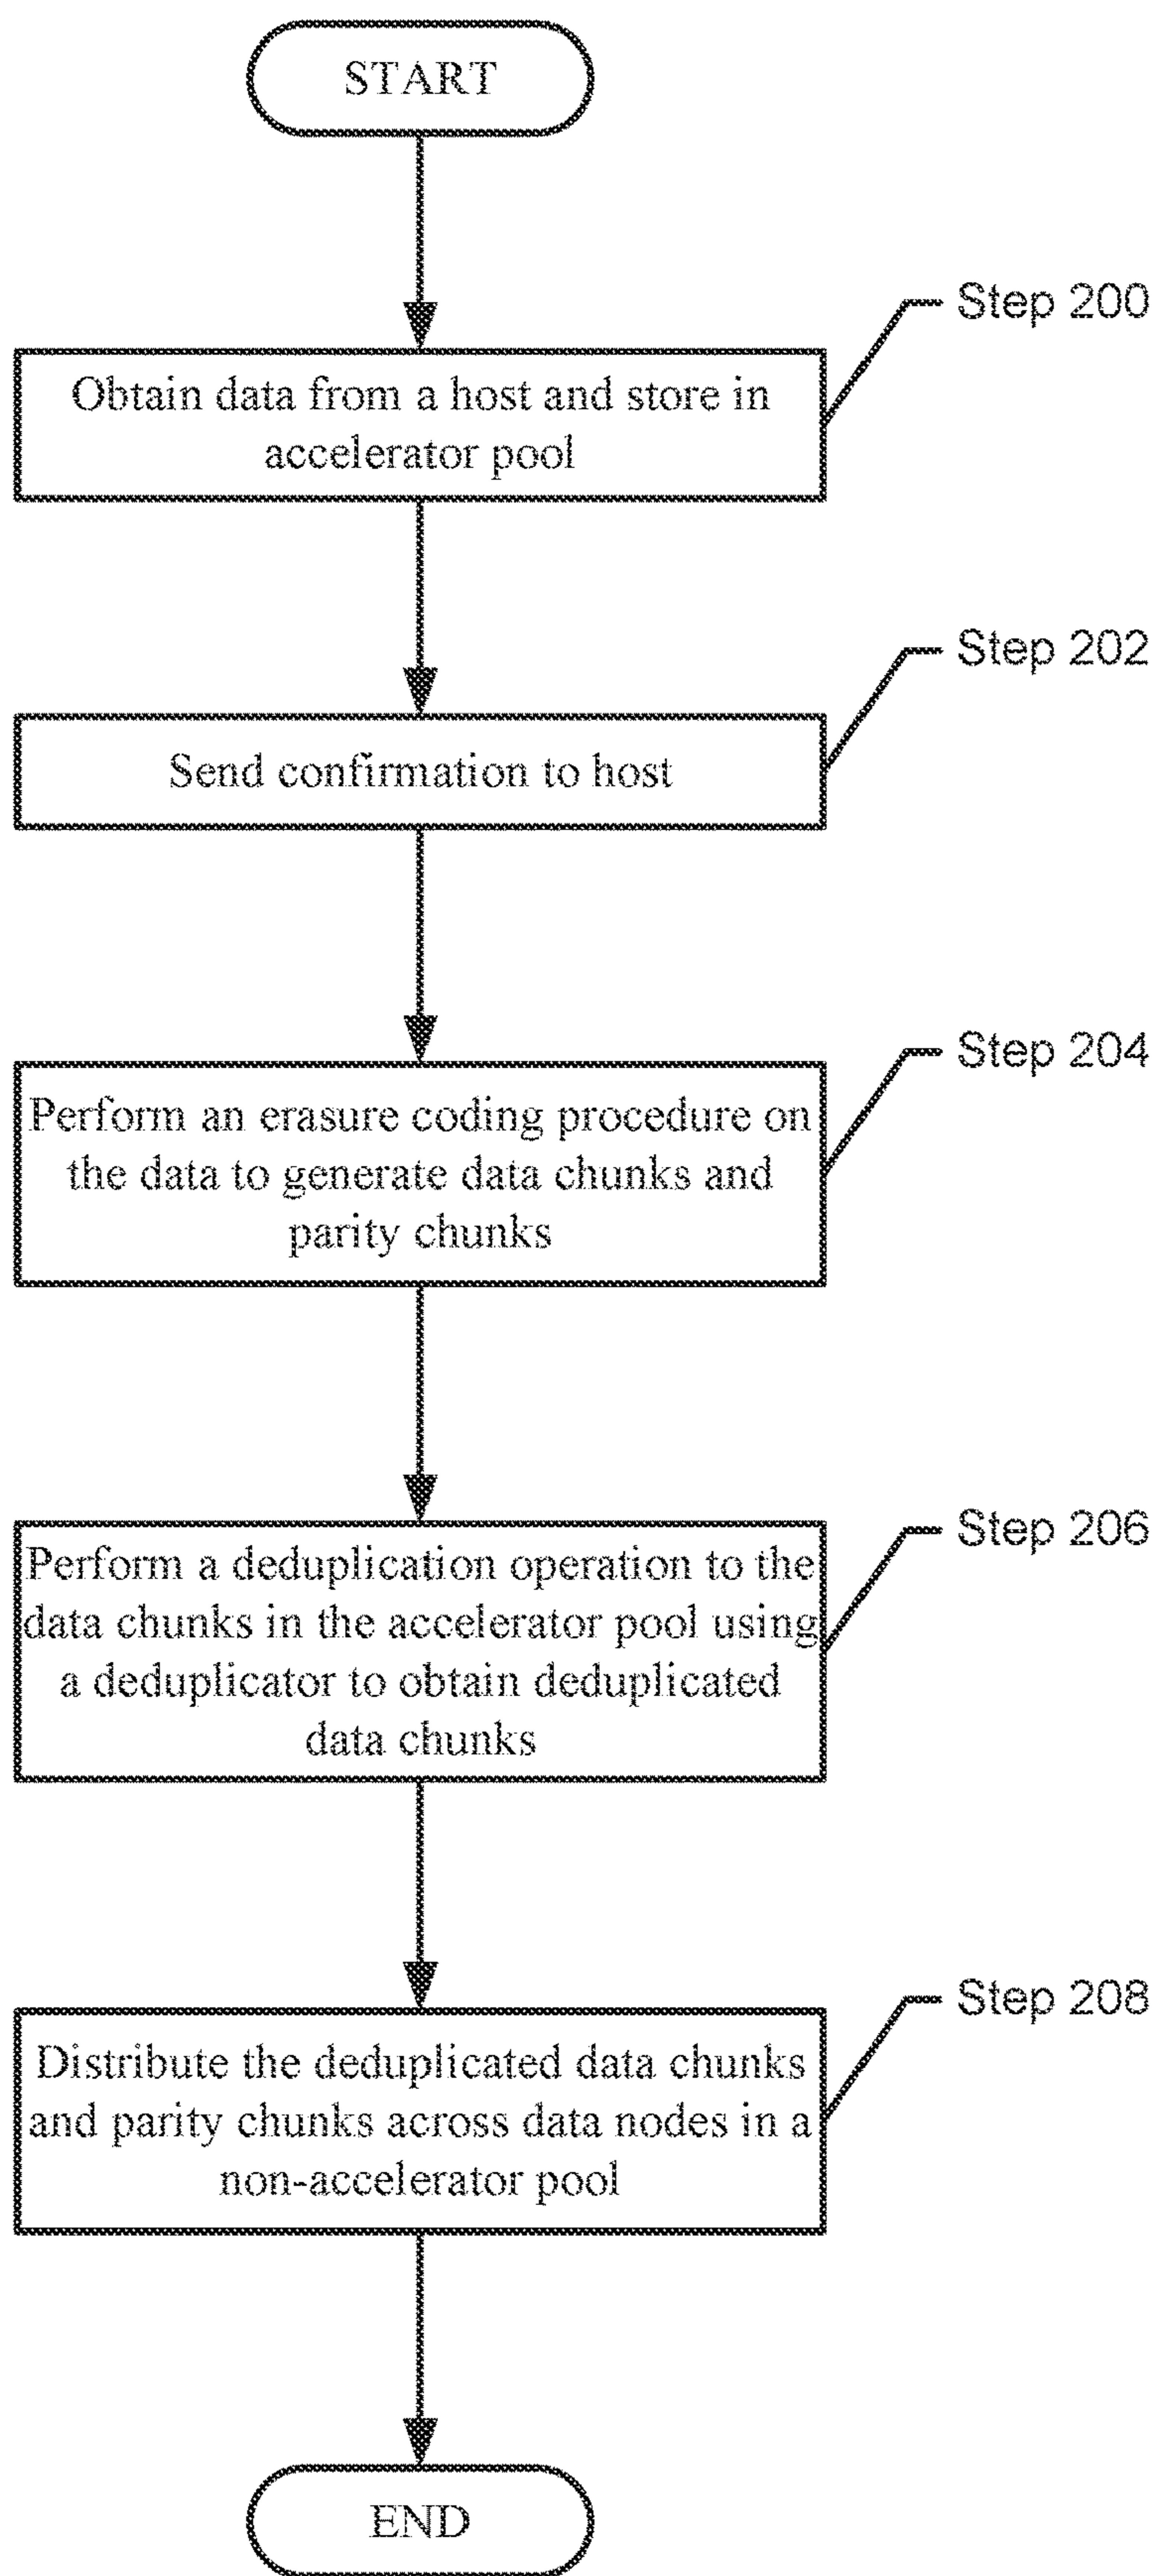 START
Step 200
Obtain data from a host and store in
accelerator pool
Step 202
Send confirmation to host
Step 204
Perform an erasure coding procedure on
the data to generate data chunks and
parity chunks
Step 206
Perform a deduplication operation to the
data chunks in the accelerator pool using
a deduplicator to obtain deduplicated
data chunks
Step 208
Distribute the deduplicated data chunks
and parity chunks across data nodes in a
non-accelerator pool
END